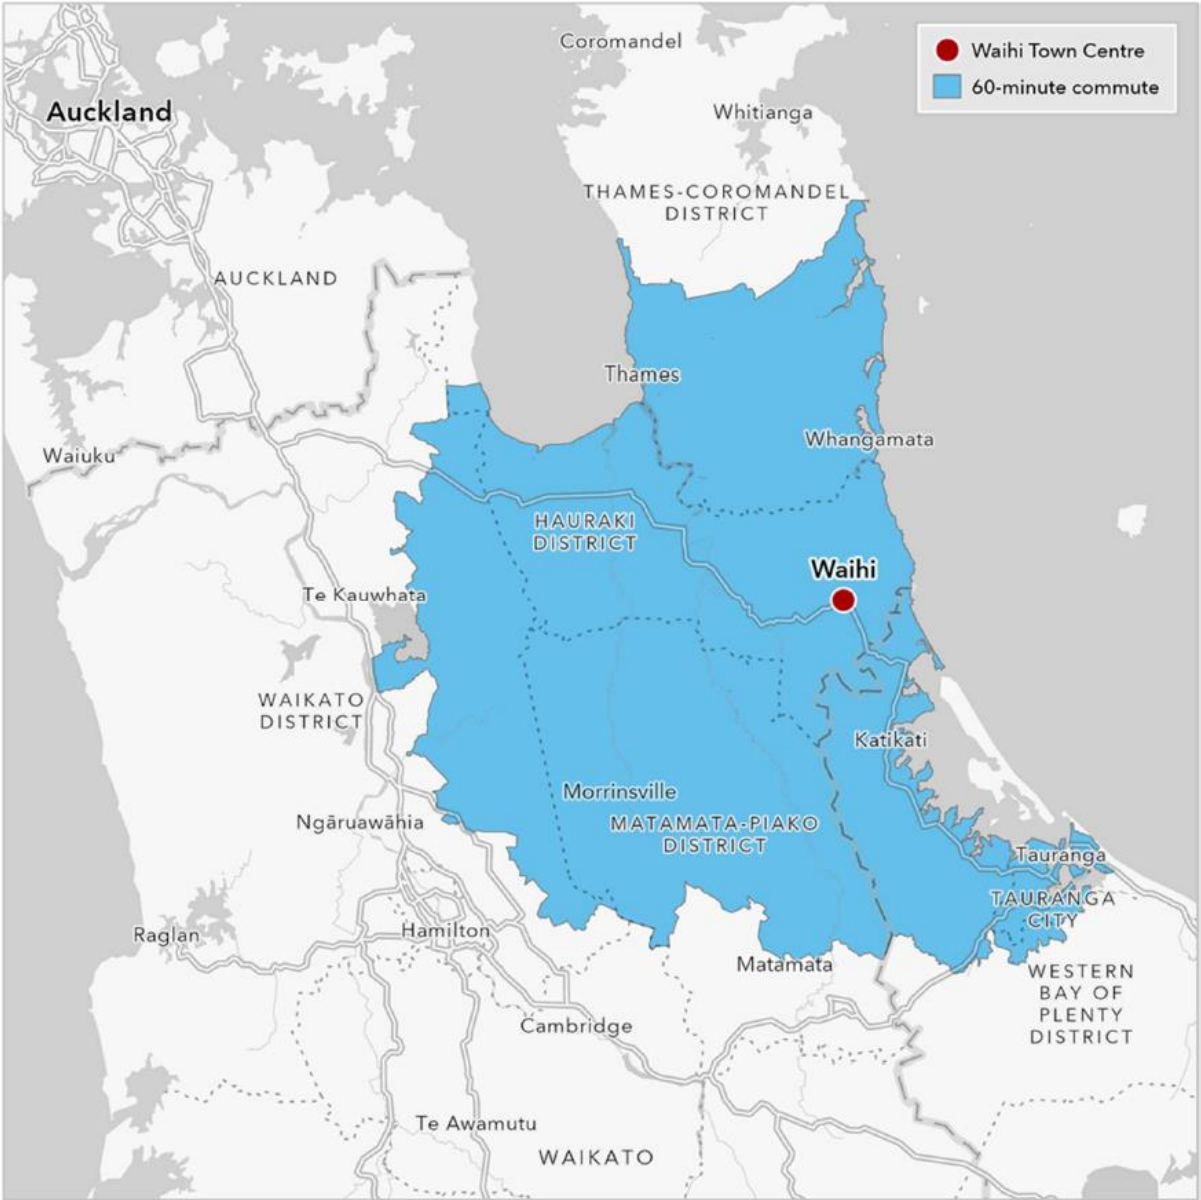 Coromandel
Waihi Town Centre
60-minute commute
Auckland
Whitianga
THAMES-COROMANDEL
DISTRICT
AUCKLAND
Thames
Whangamata
Waiuku
HAURAKI
DISTRICT
Waihi
Te Kauwhata
WAIKATO
DISTRICT
Katikati
Morrinsville
Ngāruawāhia
MATAMATA-PIAKO
DISTRICT
Tauranga
TAURANGA
CITY
Raglan
Hamilton
Matamata
WESTERN
BAY OF
PLENTY
DISTRICT
Cambridge
Te Awamutu
WAIKATO